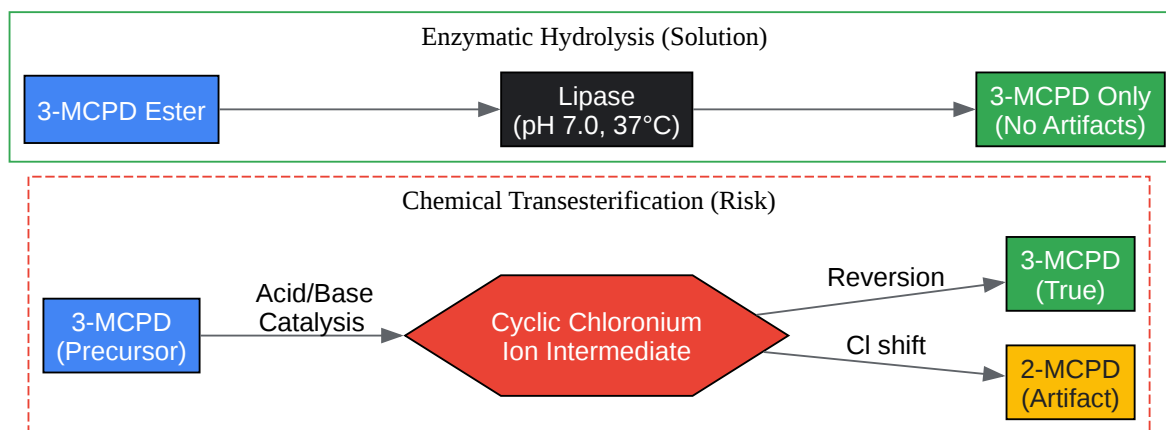 Enzymatic Hydrolysis (Solution)
3-MCPD Ester
Lipase
(pH 7.0, 37°C)
3-MCPD Only
(No Artifacts)
Chemical Transesterification (Risk)
3-MCPD
(Precursor)
Acid/Base
Catalysis
Cyclic Chloronium
Ion Intermediate
Reversion
Cl shift
3-MCPD
(True)
2-MCPD
(Artifact)